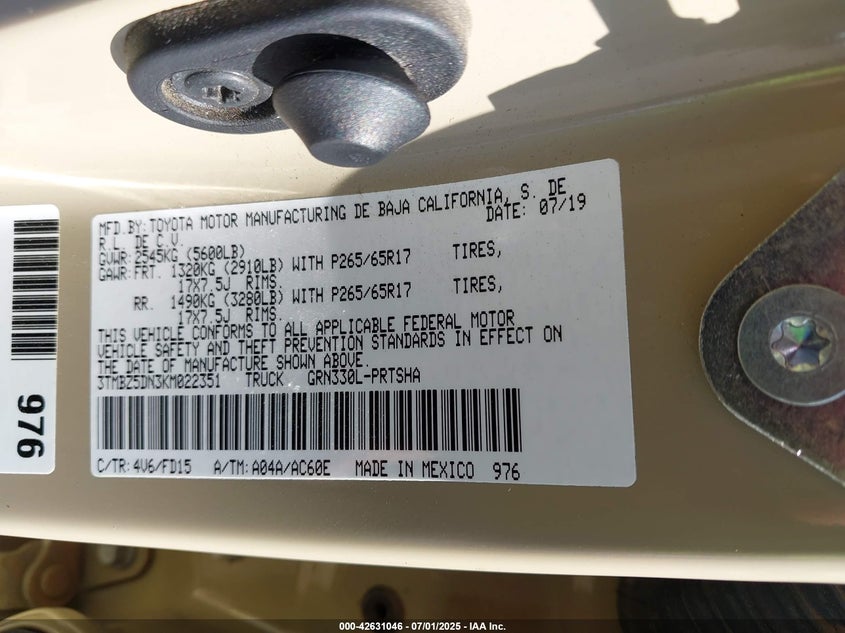 MFD. BY: TOYOTA MOTOR MANUFACTURING DE BAJA CALIFORNIA, S. DE
R.L. DE C.V. DATE: 07/19
GVWR: 2545KG (5600LB)
GAWR: FRT. 1320KG (2910LB) WITH P265/65R17 TIRES,
17X7.5J RIMS.
RR. 1490KG (3280LB) WITH P265/65R17 TIRES,
17X7.5J RIMS.
THIS VEHICLE CONFORMS TO ALL APPLICABLE FEDERAL MOTOR
VEHICLE SAFETY AND THEFT PREVENTION STANDARDS IN EFFECT ON
THE DATE OF MANUFACTURE SHOWN ABOVE.
3TMBZ5DN3KM022351 TRUCK GRN330L-PRTSHA
C/TR: 4V6/FD15 A/TM: A04A/AC60E MADE IN MEXICO 976
976
000-42631046 - 07/01/2025 - IAA Inc.